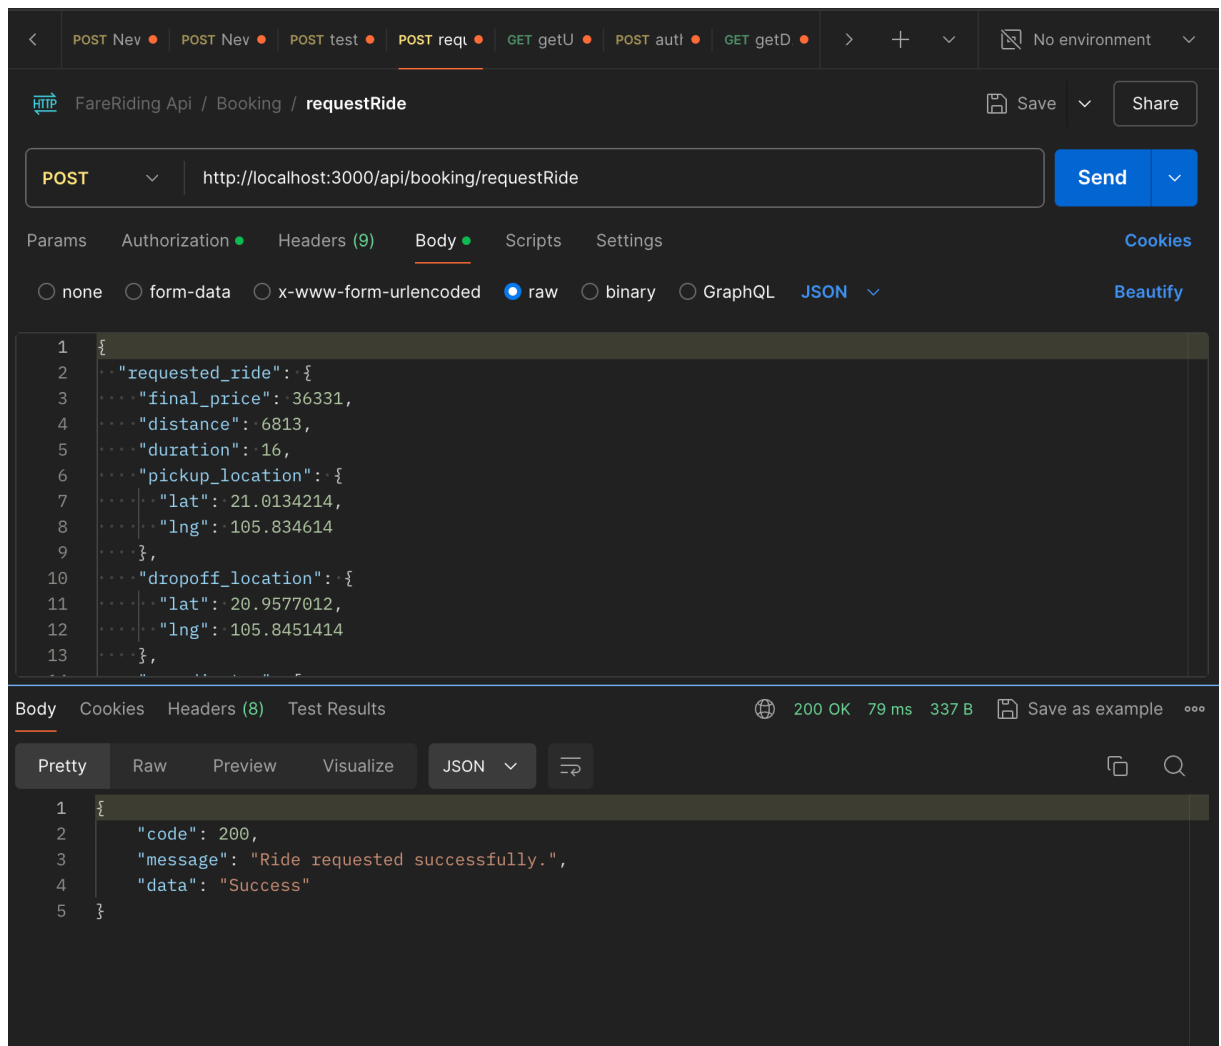 POST Nev POST Nev POST test POST requ GET getU POST auth GET getD No environment
HTTP FareRiding Api / Booking / requestRide Save Share
POST http://localhost:3000/api/booking/requestRide Send
Params Authorization Headers (9) Body Scripts Settings Cookies
none form-data x-www-form-urlencoded raw binary GraphQL JSON Beautify
1 {
2 "requested_ride": {
3 "final_price": 36331,
4 "distance": 6813,
5 "duration": 16,
6 "pickup_location": {
7 "lat": 21.0134214,
8 "lng": 105.834614
9 },
10 "dropoff_location": {
11 "lat": 20.9577012,
12 "lng": 105.8451414
13 },
Body Cookies Headers (8) Test Results 200 OK 79 ms 337 B Save as example
Pretty Raw Preview Visualize JSON
1 {
2 "code": 200,
3 "message": "Ride requested successfully.",
4 "data": "Success"
5 }